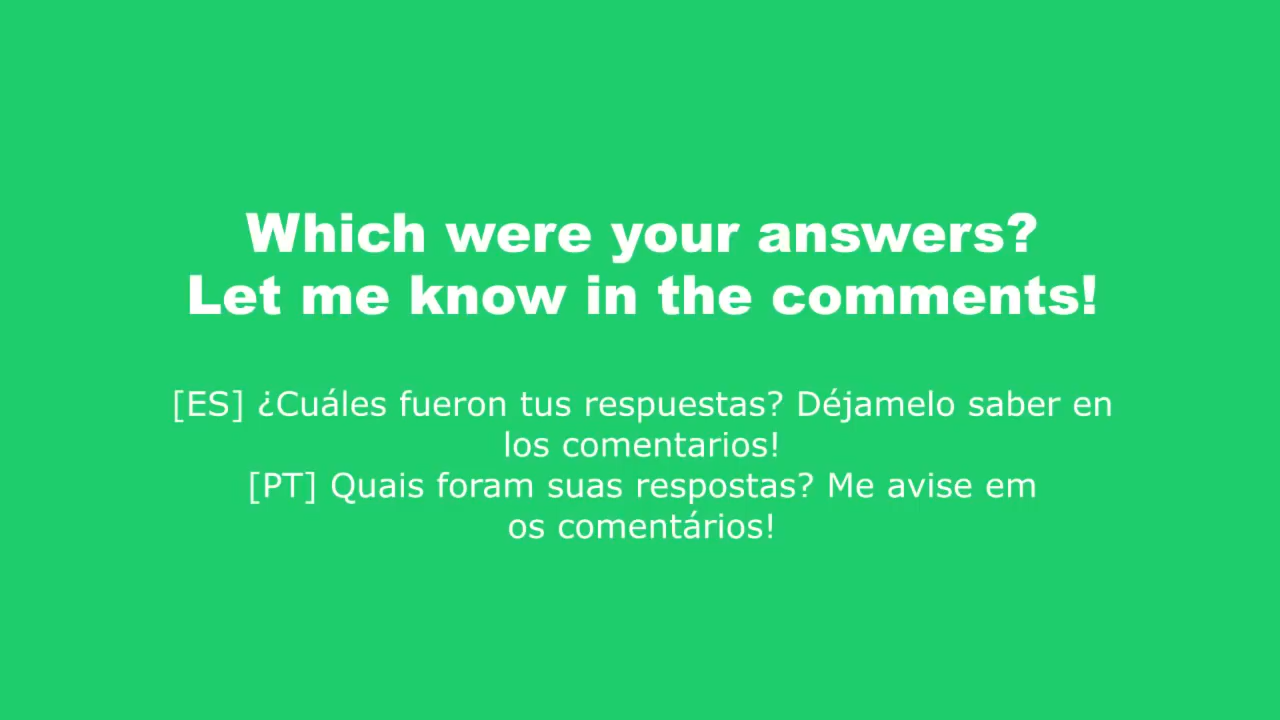 Which were your answers?
Let me know in the comments!
[ES] ¿Cuáles fueron tus respuestas? Déjamelo saber en
los comentarios!
[PT] Quais foram suas respostas? Me avise em
os comentários!